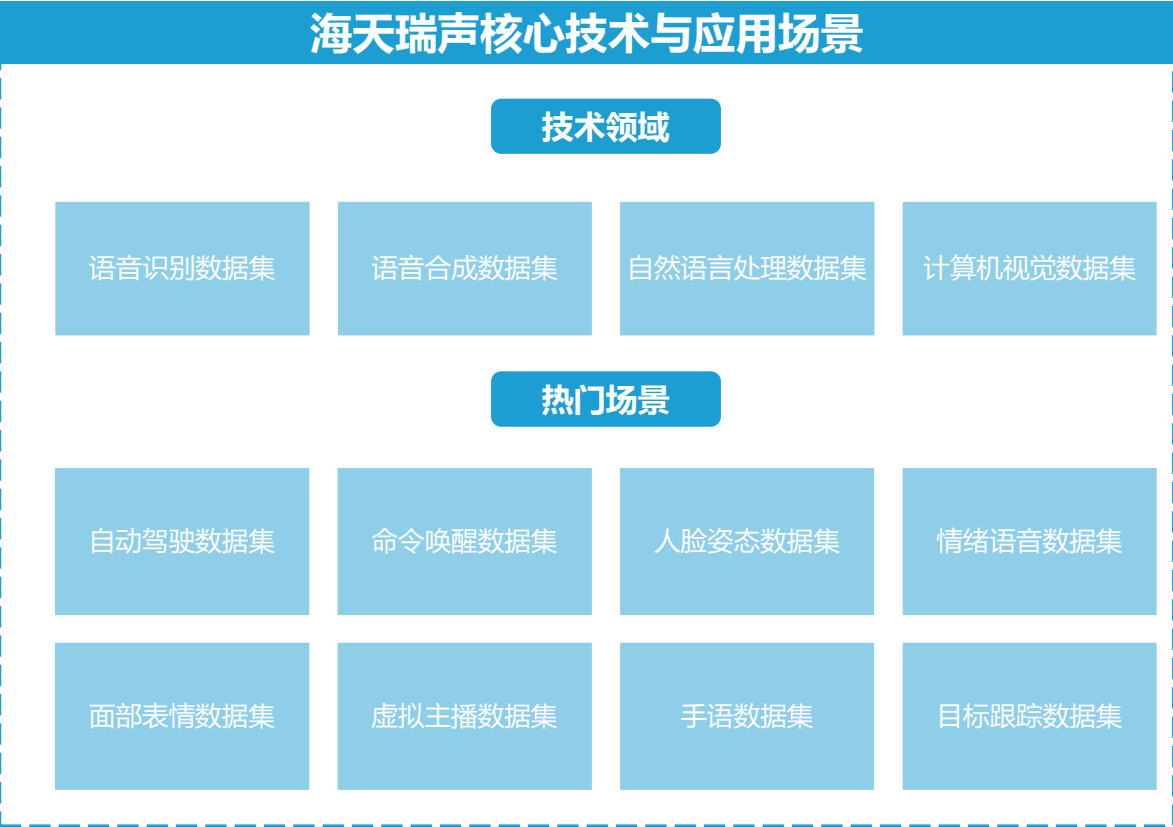 海天瑞声核心技术与应用场景
技术领域
语音识别数据集
语音合成数据集
自然语言处理数据集
计算机视觉数据集
热门场景
自动驾驶数据集
命令唤醒数据集
人脸姿态数据集
情绪语音数据集
面部表情数据集
虚拟主播数据集
手语数据集
目标跟踪数据集